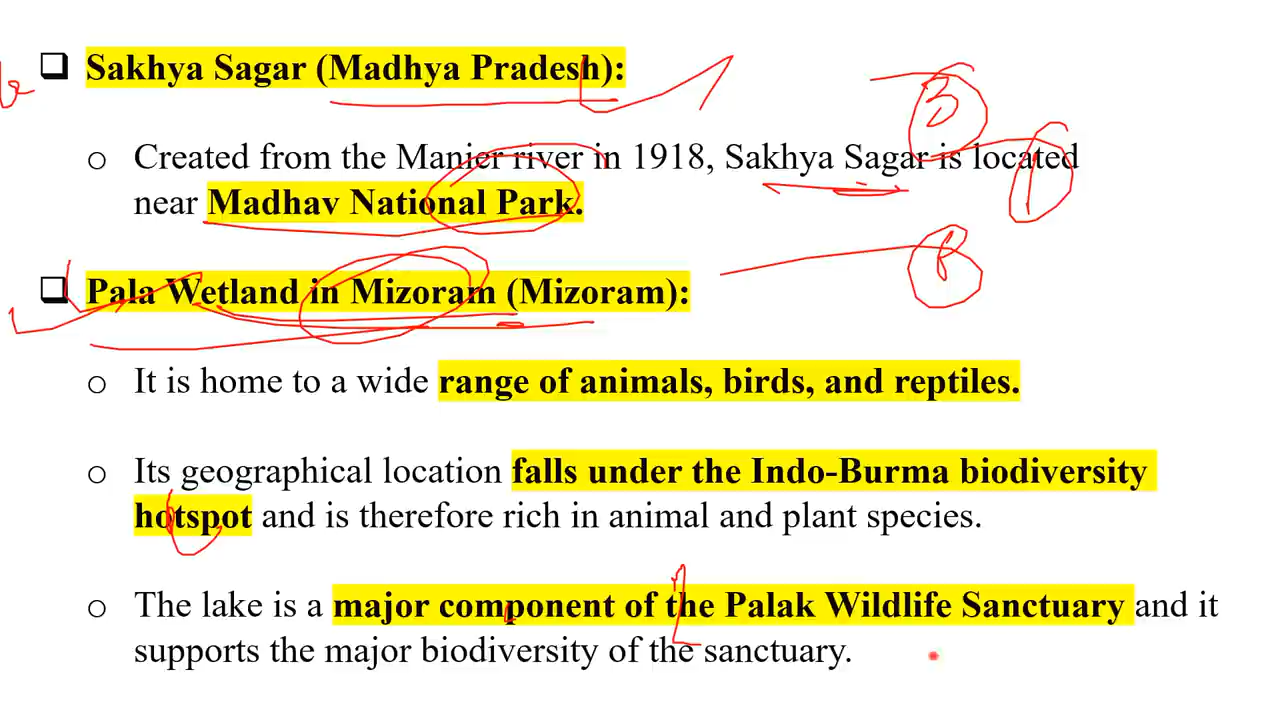 Sakhya Sagar (Madhya Pradesh):
o Created from the Manier river in 1918, Sakhya Sagar is located
near Madhav National Park.
Pala Wetland in Mizoram (Mizoram):
o It is home to a wide range of animals, birds, and reptiles.
o Its geographical location falls under the Indo-Burma biodiversity
hotspot and is therefore rich in animal and plant species.
o The lake is a major component of the Palak Wildlife Sanctuary and it
supports the major biodiversity of the sanctuary.